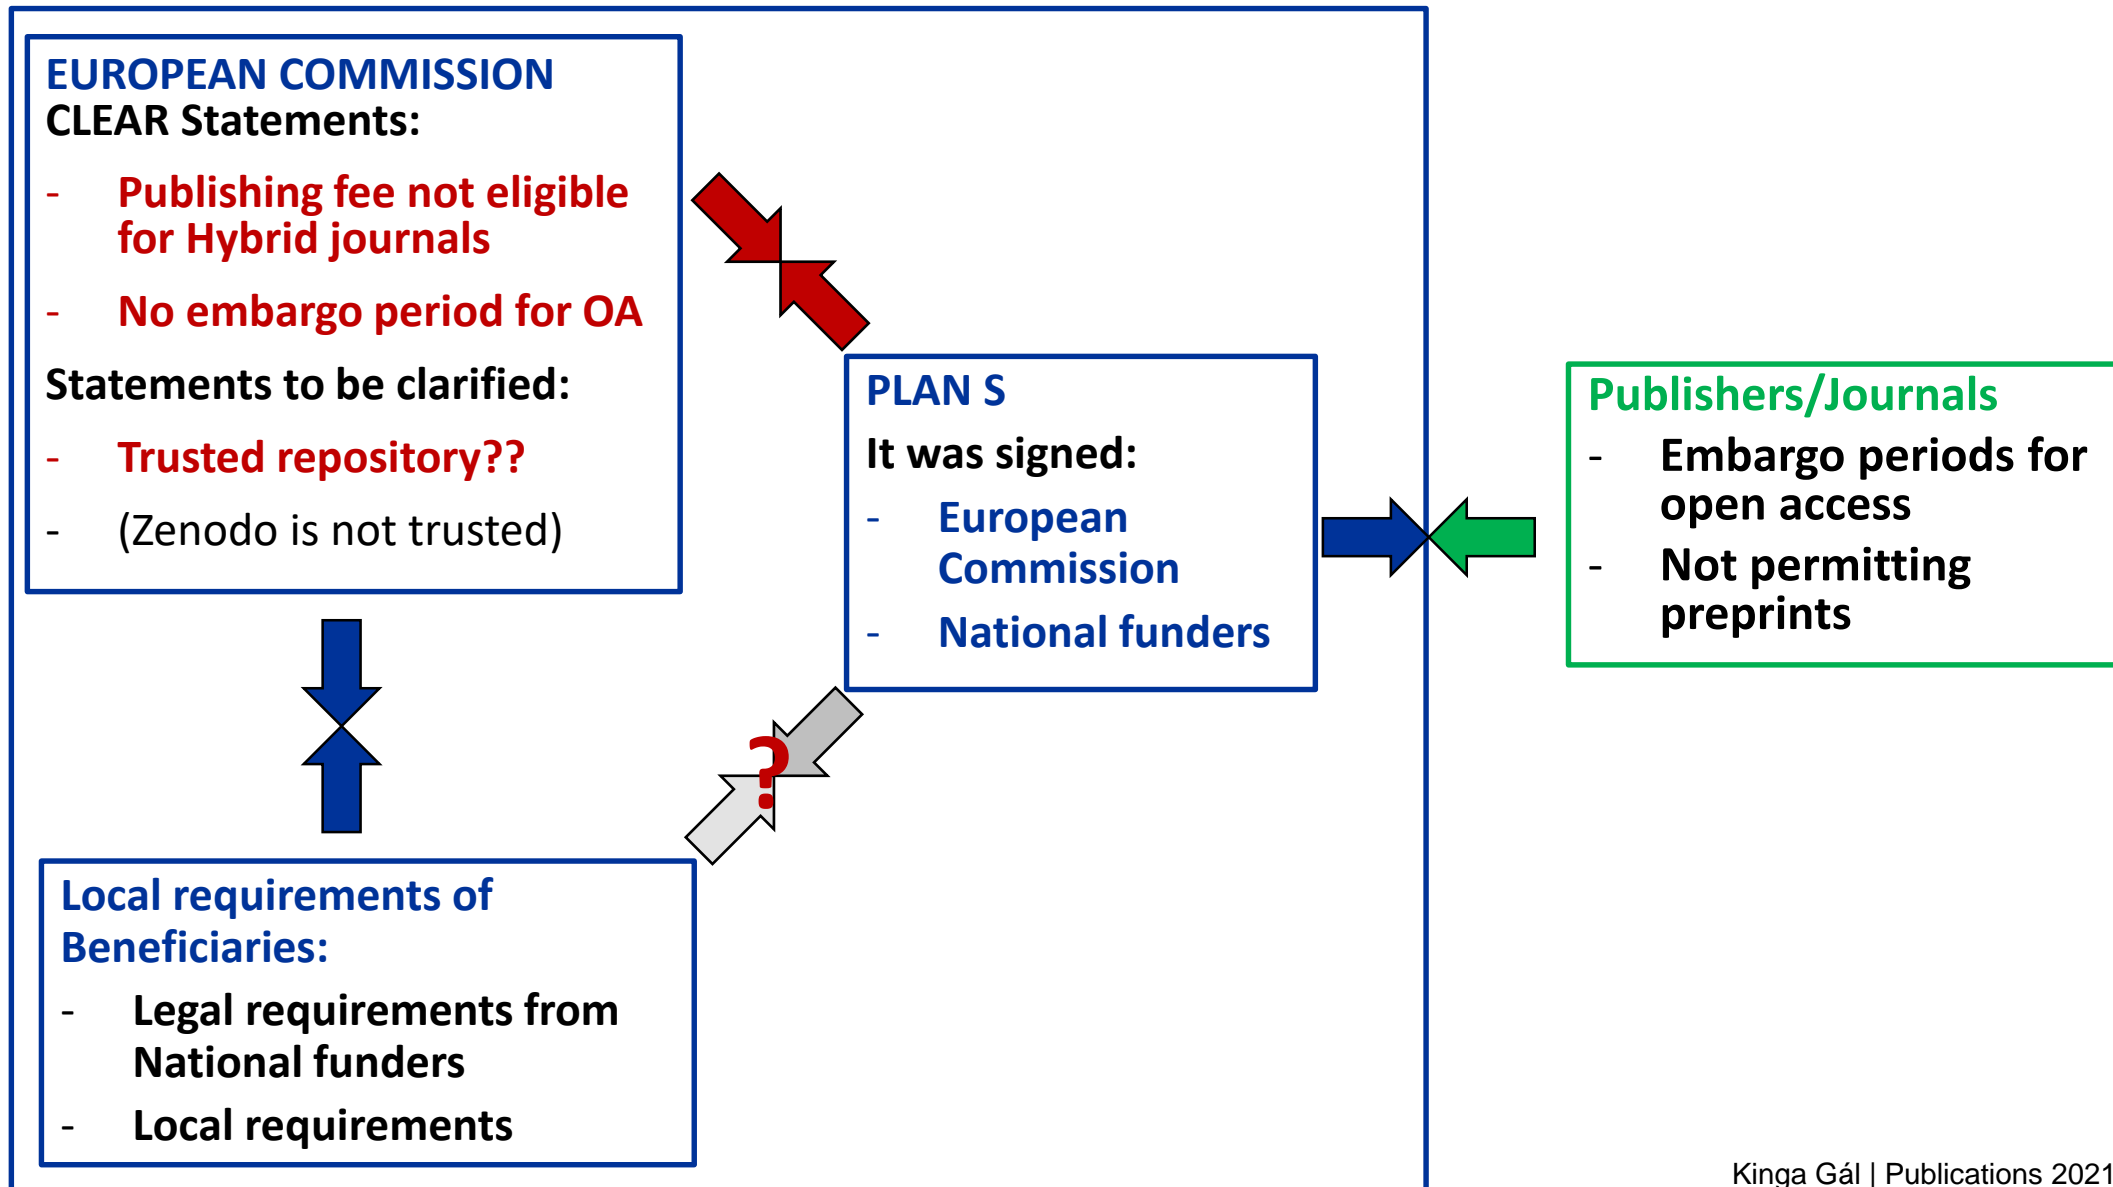 EUROPEAN COMMISSION
CLEAR Statements:
- Publishing fee not eligible
for Hybrid journals
- No embargo period for OA
Statements to be clarified:
- Trusted repository??
- (Zenodo is not trusted)
PLAN S
It was signed:
- European
Commission
- National funders
Publishers/Journals
- Embargo periods for
open access
- Not permitting
preprints
?
Local requirements of
Beneficiaries:
- Legal requirements from
National funders
- Local requirements
Kinga Gál | Publications 2021